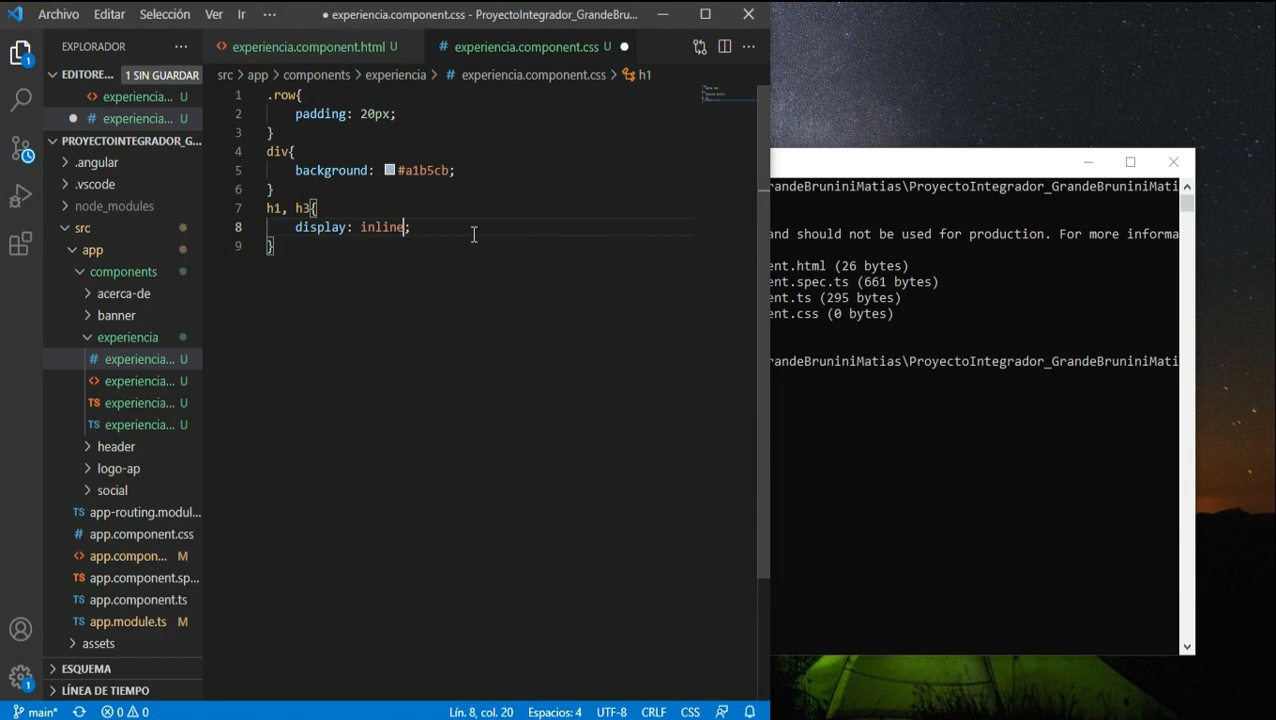 Archivo Editar Selección Ver Ir ··· ● experiencia.component.css - ProyectoIntegrador_GrandeBru...
EXPLORADOR ···
experiencia.component.html U
# experiencia.component.css U ●
EDITORE... 1 SIN GUARDAR
src > app > components > experiencia > # experiencia.component.css > h1
experiencia... U
experiencia... U
PROYECTOINTEGRADOR_G...
.angular
.vscode
node_modules
src
app
components
acerca-de
banner
experiencia
# experiencia... U
<> experiencia... U
TS experiencia... U
TS experiencia... U
header
logo-ap
social
TS app-routing.modul...
# app.component.css
<> app.compon... M
TS app.component.sp...
TS app.component.ts
TS app.module.ts M
assets
ESQUEMA
LÍNEA DE TIEMPO
1 .row{
2 padding: 20px;
3 }
4 div{
5 background: #a1b5cb;
6 }
7 h1, h3{
8 display: inline;
9 }
randeBruniniMatias\ProyectoIntegrador_GrandeBruniniMati
and should not be used for production. For more informa
ent.html (26 bytes)
ent.spec.ts (661 bytes)
ent.ts (295 bytes)
ent.css (0 bytes)
randeBruniniMatias\ProyectoIntegrador_GrandeBruniniMati
1
1
main* 0 0 Lín. 8, col. 20 Espacios: 4 UTF-8 CRLF CSS